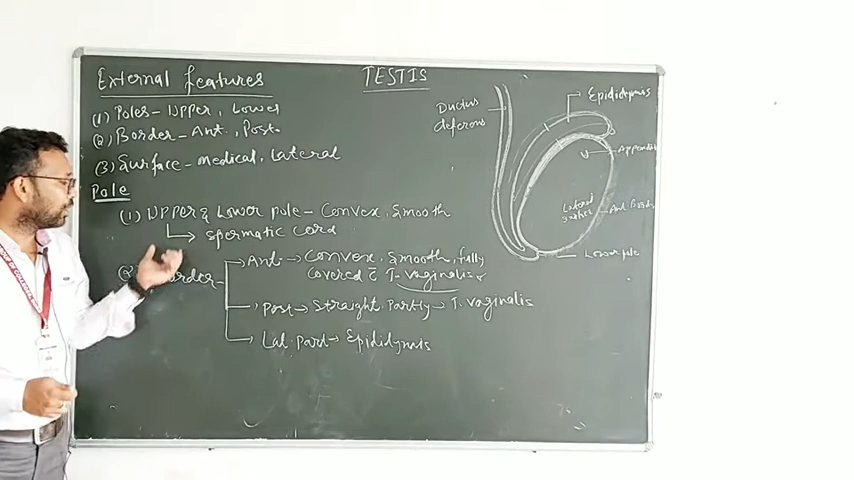 External features
(1) Poles - Upper, Lower
(2) Border - Ant., Post.
(3) Surface - medical, Lateral
Pole
(1) Upper & Lower pole - Convex, Smooth
↳ Spermatic Cord
(2) Border
→ Ant → Convex, Smooth, fully
Covered c̄ T. vaginalis
→ Post → Straight, Partly → T. vaginalis
→ Lat. part → Epididymis
TESTIS
Ductus
deferens
Epididymis
Appendix
Lateral
surface
Ant Border
Lower pole